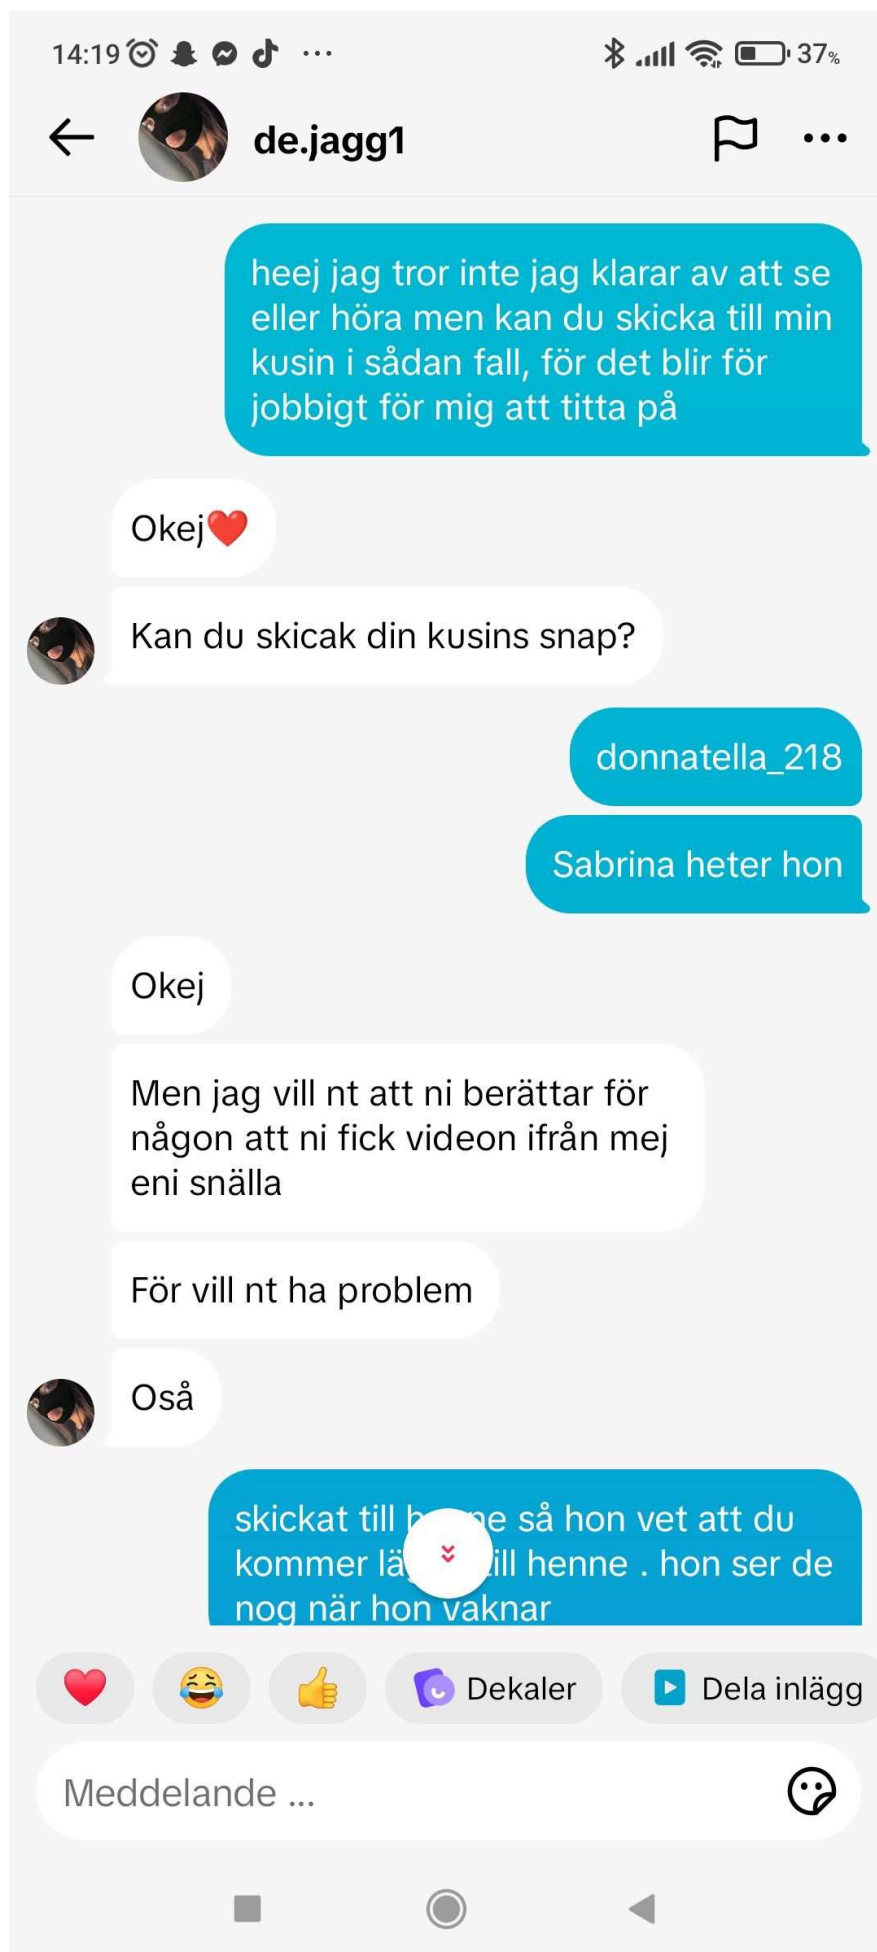 14:19 ...
37%
de.jagg1
heej jag tror inte jag klarar av att se
eller höra men kan du skicka till min
kusin i sådan fall, för det blir för
jobbigt för mig att titta på
Okej❤️
Kan du skicak din kusins snap?
donnatella_218
Sabrina heter hon
Okej
Men jag vill nt att ni berättar för
någon att ni fick videon ifrån mej
eni snälla
För vill nt ha problem
Oså
skickat till så hon vet att du
kommer till henne . hon ser de
nog när hon vaknar
❤️ 😂 👍 Dekaler Dela inlägg
Meddelande ...